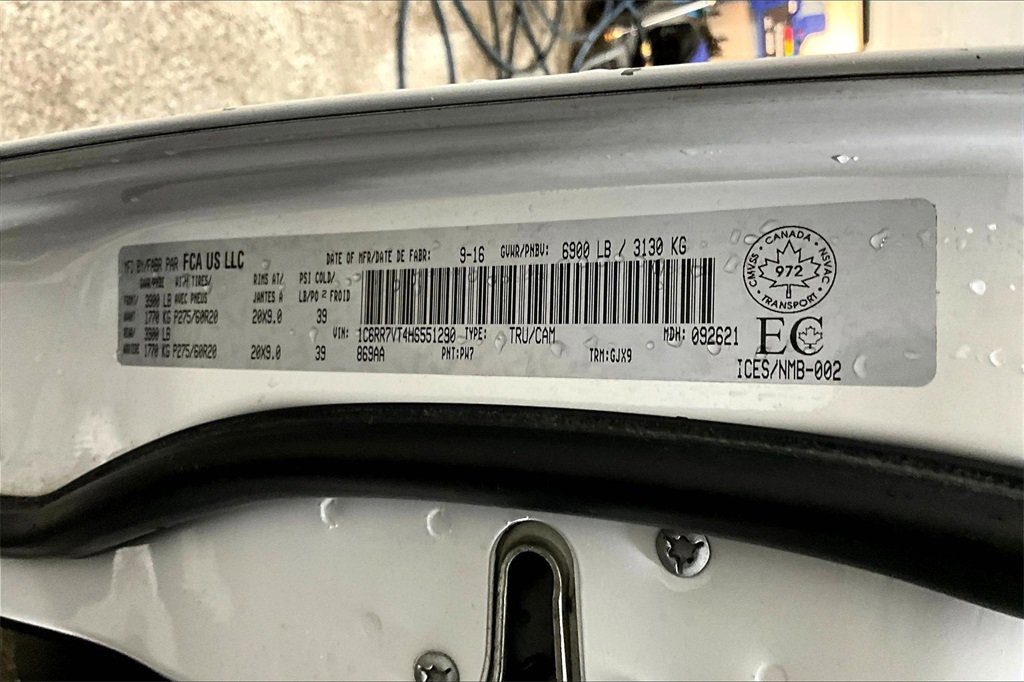 MFD BY/FABR PAR FCA US LLC
DATE OF MFR/DATE DE FABR: 9-16 GVWR/PNBV: 6900 LB / 3130 KG
WITH TIRES/ RIMS AT/ PSI COLD/
3900 LB AVEC PNEUS JANTES À LB/PO² FROID
1770 KG P275/60R20 20X9.0 39
3900 LB
1770 KG P275/60R20 20X9.0 39
VIN: 1C6RR7VT4HS551290 TYPE: TRU/CAM MDH: 092621
869AA PNT: PW7 TRM: GJX9
CANADA
CMVSS 972 NSVAC
TRANSPORT
EC
ICES/NMB-002